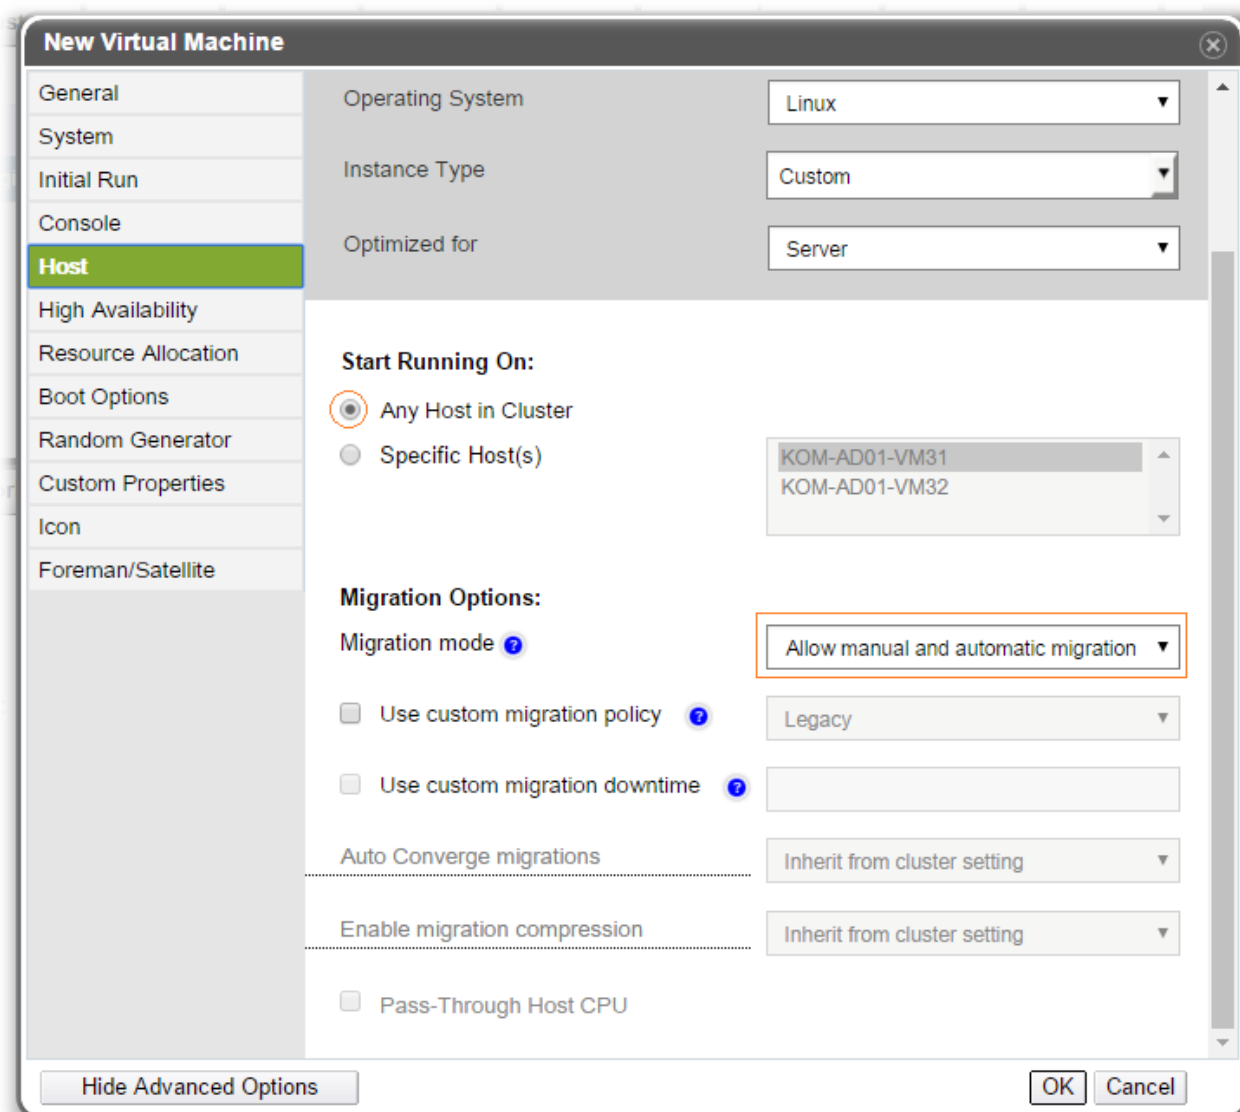 New Virtual Machine
General
System
Initial Run
Console
Host
High Availability
Resource Allocation
Boot Options
Random Generator
Custom Properties
Icon
Foreman/Satellite
Operating System
Linux
Instance Type
Custom
Optimized for
Server
Start Running On:
Any Host in Cluster
Specific Host(s)
KOM-AD01-VM31
KOM-AD01-VM32
Migration Options:
Migration mode ?
Allow manual and automatic migration
Use custom migration policy ?
Legacy
Use custom migration downtime ?
Auto Converge migrations
Inherit from cluster setting
Enable migration compression
Inherit from cluster setting
Pass-Through Host CPU
Hide Advanced Options
OK
Cancel